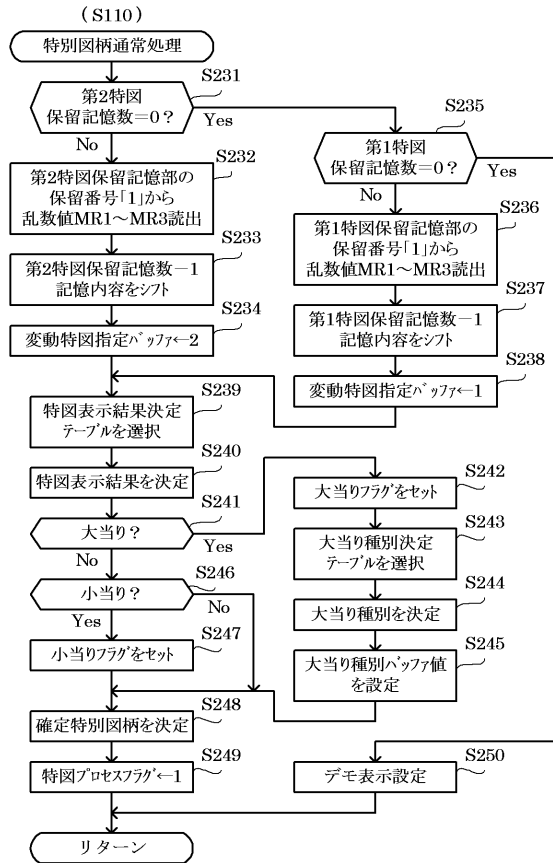 (S110)
特別図柄通常処理
S231
第2特図
保留記憶数=0?
Yes
No
S232
第2特図保留記憶部の
保留番号「1」から
乱数値MR1～MR3読出
S233
第2特図保留記憶数-1
記憶内容をシフト
S234
変動特図指定バッファ←2
S235
第1特図
保留記憶数=0?
Yes
No
S236
第1特図保留記憶部の
保留番号「1」から
乱数値MR1～MR3読出
S237
第1特図保留記憶数-1
記憶内容をシフト
S238
変動特図指定バッファ←1
S239
特図表示結果決定
テーブルを選択
S240
特図表示結果を決定
S241
大当り?
Yes
No
S242
大当りフラグをセット
S243
大当り種別決定
テーブルを選択
S244
大当り種別を決定
S245
大当り種別バッファ値
を設定
S246
小当り?
No
Yes
S247
小当りフラグをセット
S248
確定特別図柄を決定
S249
特図プロセスフラグ←1
S250
デモ表示設定
リターン